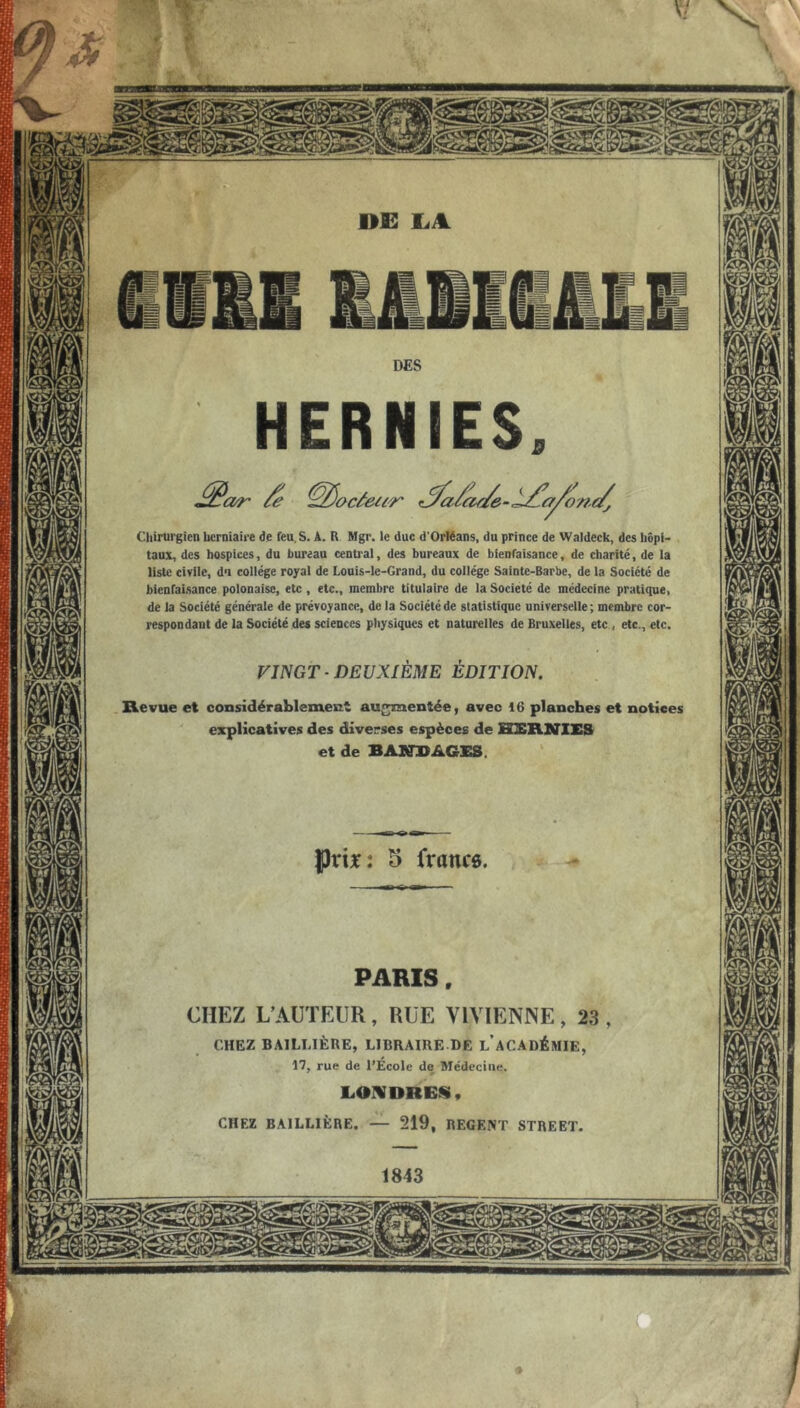 DE LA
CURE RADICALE
DES
HERNIES,
Par le Docteur Jalade-Lafond,
Chirurgien herniaire de feu S. A. R Mgr. le duc d'Orléans, du prince de Waldeck, des hôpi-
taux, des hospices, du bureau central, des bureaux de bienfaisance, de charité, de la
liste civile, du collége royal de Louis-le-Grand, du collége Sainte-Barbe, de la Société de
bienfaisance polonaise, etc, etc., membre titulaire de la Societé de médecine pratique,
de la Société générale de prévoyance, de la Société de statistique universelle; membre cor-
respondant de la Société des sciences physiques et naturelles de Bruxelles, etc, etc., etc.
VINGT-DEUXIÈME ÉDITION.
Revue et considérablement augmentée, avec 16 planches et notices
explicatives des diverses espèces de HERNIES
et de BANDAGES.
Prix: 5 francs.
PARIS,
CHEZ L'AUTEUR, RUE VIVIENNE, 23,
CHEZ BAILLIÈRE, LIBRAIRE DE L'ACADÉMIE,
17, rue de l'École de Médecine.
LONDRES,
CHEZ BAILLIÈRE. — 219, REGENT STREET.
1843